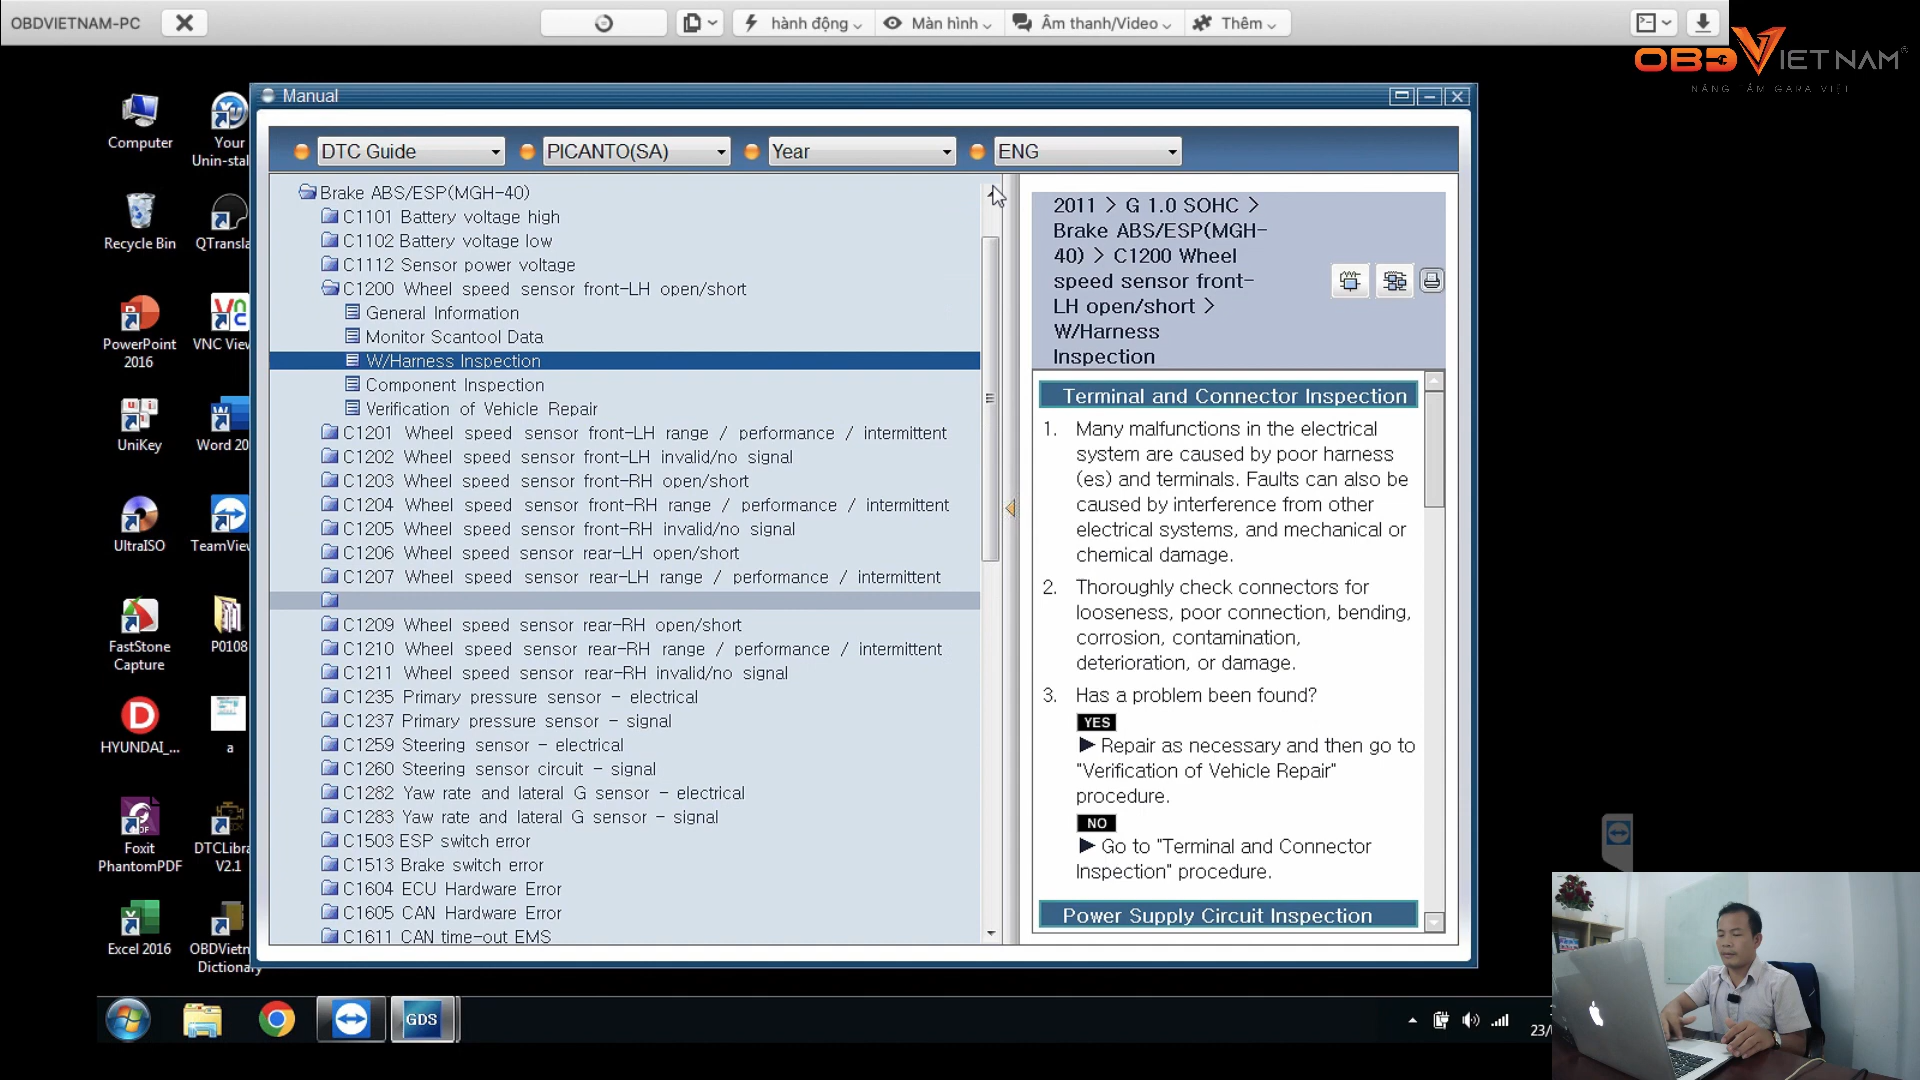 OBDVIETNAM-PC
hành động
Màn hình
Âm thanh/Video
Thêm
OBDVIETNAM
Manual
DTC Guide
PICANTO(SA)
Year
ENG
Computer
Your
Unin-stal
Recycle Bin
QTransla
PowerPoint
2016
VNC View
UniKey
Word 20
UltraISO
TeamView
FastStone
Capture
P0108
HYUNDAI_...
a
Foxit
PhantomPDF
DTCLibra
V2.1
Excel 2016
OBDVietn
Dictionary
Brake ABS/ESP(MGH-40)
C1101 Battery voltage high
C1102 Battery voltage low
C1112 Sensor power voltage
C1200 Wheel speed sensor front-LH open/short
General Information
Monitor Scantool Data
W/Harness Inspection
Component Inspection
Verification of Vehicle Repair
C1201 Wheel speed sensor front-LH range / performance / intermittent
C1202 Wheel speed sensor front-LH invalid/no signal
C1203 Wheel speed sensor front-RH open/short
C1204 Wheel speed sensor front-RH range / performance / intermittent
C1205 Wheel speed sensor front-RH invalid/no signal
C1206 Wheel speed sensor rear-LH open/short
C1207 Wheel speed sensor rear-LH range / performance / intermittent
C1209 Wheel speed sensor rear-RH open/short
C1210 Wheel speed sensor rear-RH range / performance / intermittent
C1211 Wheel speed sensor rear-RH invalid/no signal
C1235 Primary pressure sensor - electrical
C1237 Primary pressure sensor - signal
C1259 Steering sensor - electrical
C1260 Steering sensor circuit - signal
C1282 Yaw rate and lateral G sensor - electrical
C1283 Yaw rate and lateral G sensor - signal
C1503 ESP switch error
C1513 Brake switch error
C1604 ECU Hardware Error
C1605 CAN Hardware Error
C1611 CAN time-out EMS
2011 > G 1.0 SOHC >
Brake ABS/ESP(MGH-
40) > C1200 Wheel
speed sensor front-
LH open/short >
W/Harness
Inspection
Terminal and Connector Inspection
1. Many malfunctions in the electrical
system are caused by poor harness
(es) and terminals. Faults can also be
caused by interference from other
electrical systems, and mechanical or
chemical damage.
2. Thoroughly check connectors for
looseness, poor connection, bending,
corrosion, contamination,
deterioration, or damage.
3. Has a problem been found?
YES
▶ Repair as necessary and then go to
"Verification of Vehicle Repair"
procedure.
NO
▶ Go to "Terminal and Connector
Inspection" procedure.
Power Supply Circuit Inspection
GDS
23/